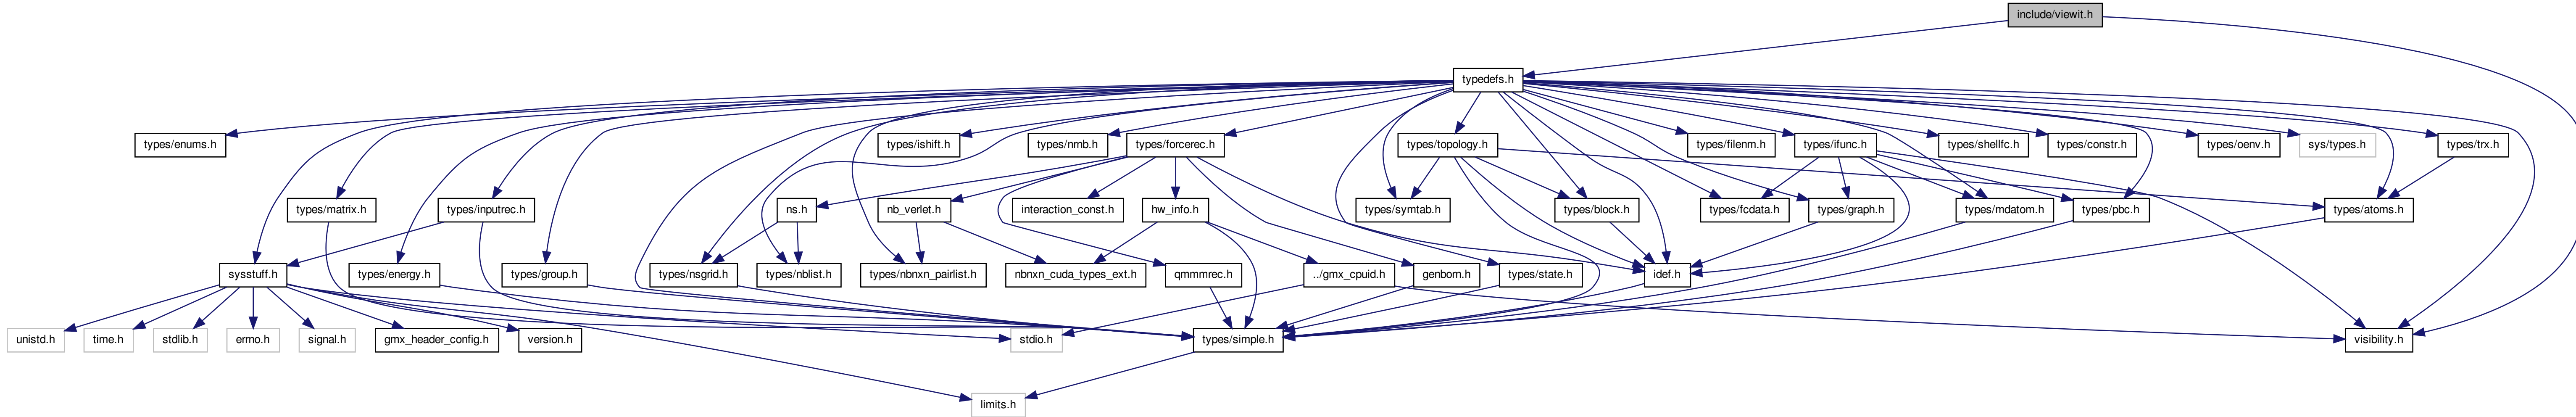 include/viewit.h
typedefs.h
types/enums.h
types/ishift.h
types/nrnb.h
types/forcerec.h
types/topology.h
types/filenm.h
types/ifunc.h
types/shellfc.h
types/constr.h
types/oenv.h
sys/types.h
types/trx.h
types/matrix.h
types/inputrec.h
ns.h
nb_verlet.h
interaction_const.h
hw_info.h
types/symtab.h
types/block.h
types/fcdata.h
types/graph.h
types/mdatom.h
types/pbc.h
types/atoms.h
sysstuff.h
types/energy.h
types/group.h
types/nsgrid.h
types/nblist.h
types/nbnxn_pairlist.h
nbnxn_cuda_types_ext.h
qmmmrec.h
../gmx_cpuid.h
genborn.h
types/state.h
idef.h
unistd.h
time.h
stdlib.h
errno.h
signal.h
gmx_header_config.h
version.h
stdio.h
types/simple.h
visibility.h
limits.h